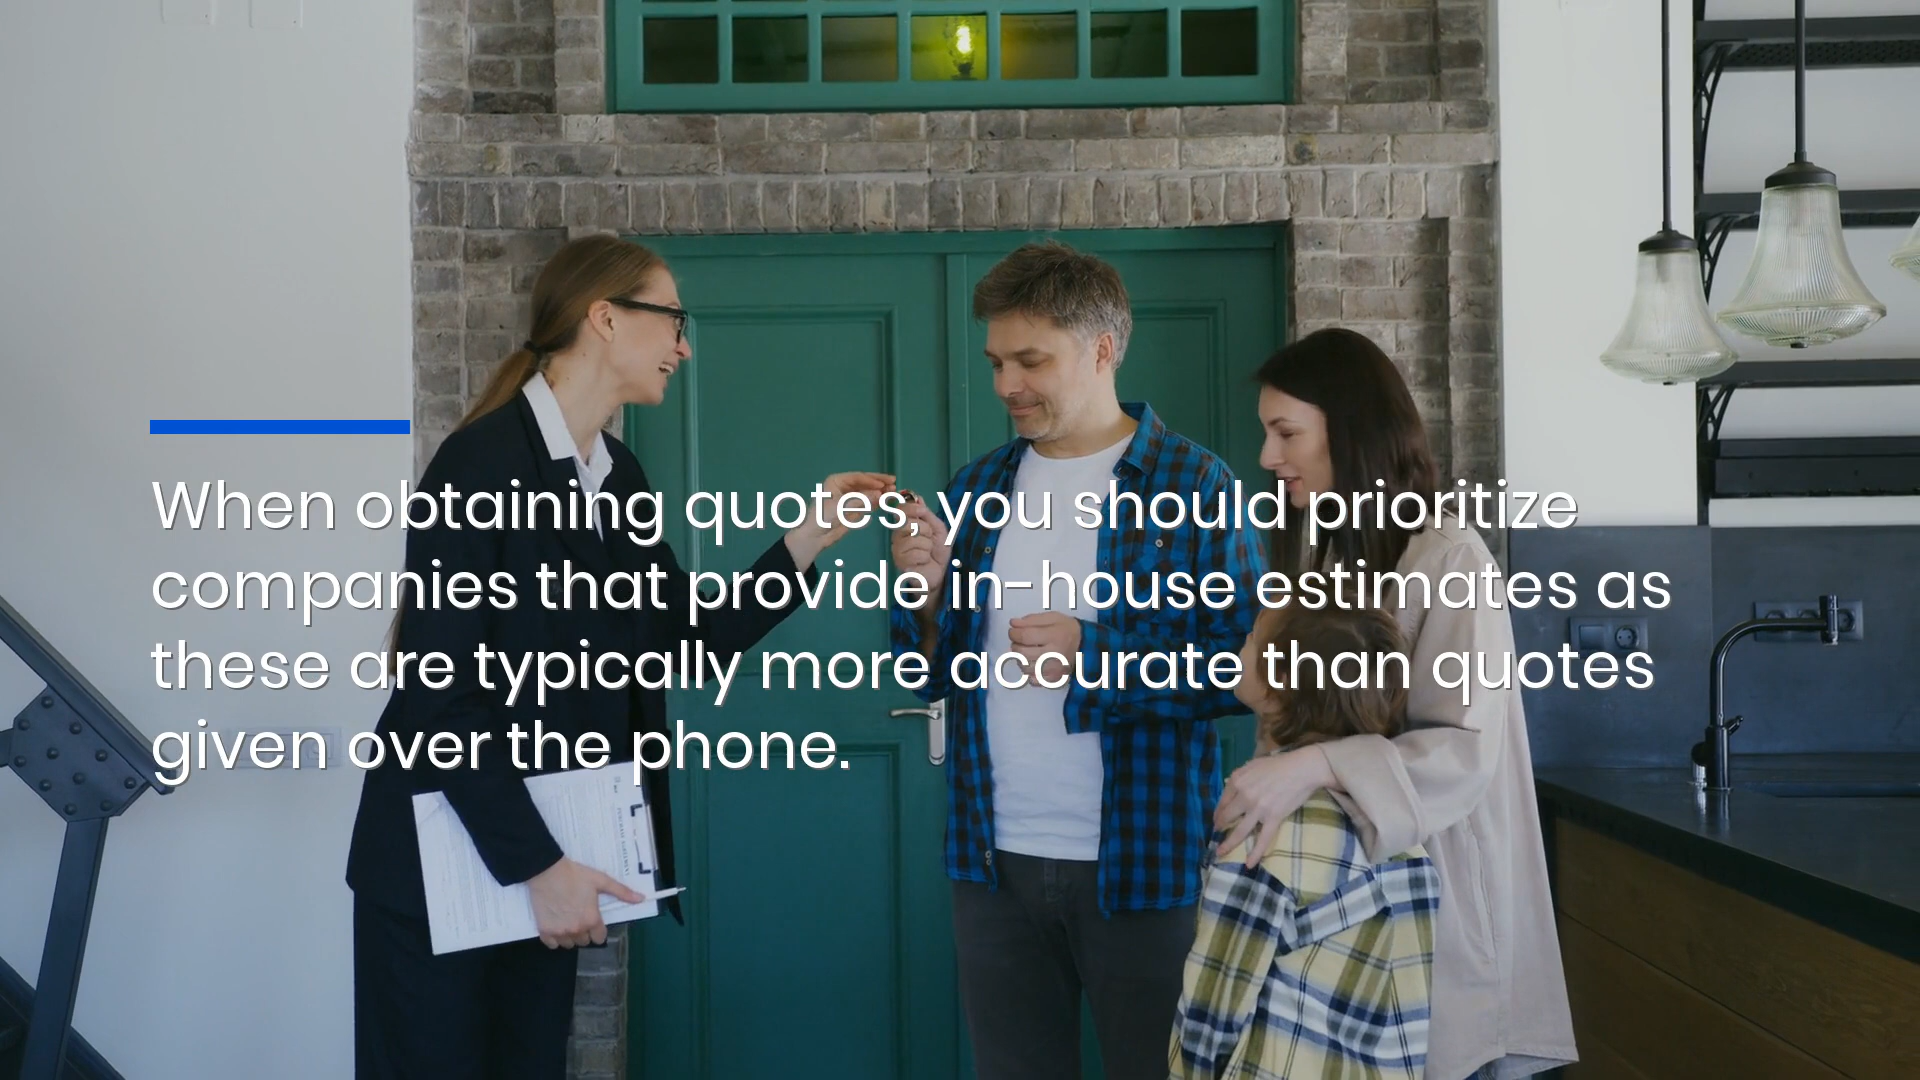 When obtaining quotes, you should prioritize
companies that provide in-house estimates as
these are typically more accurate than quotes
given over the phone.